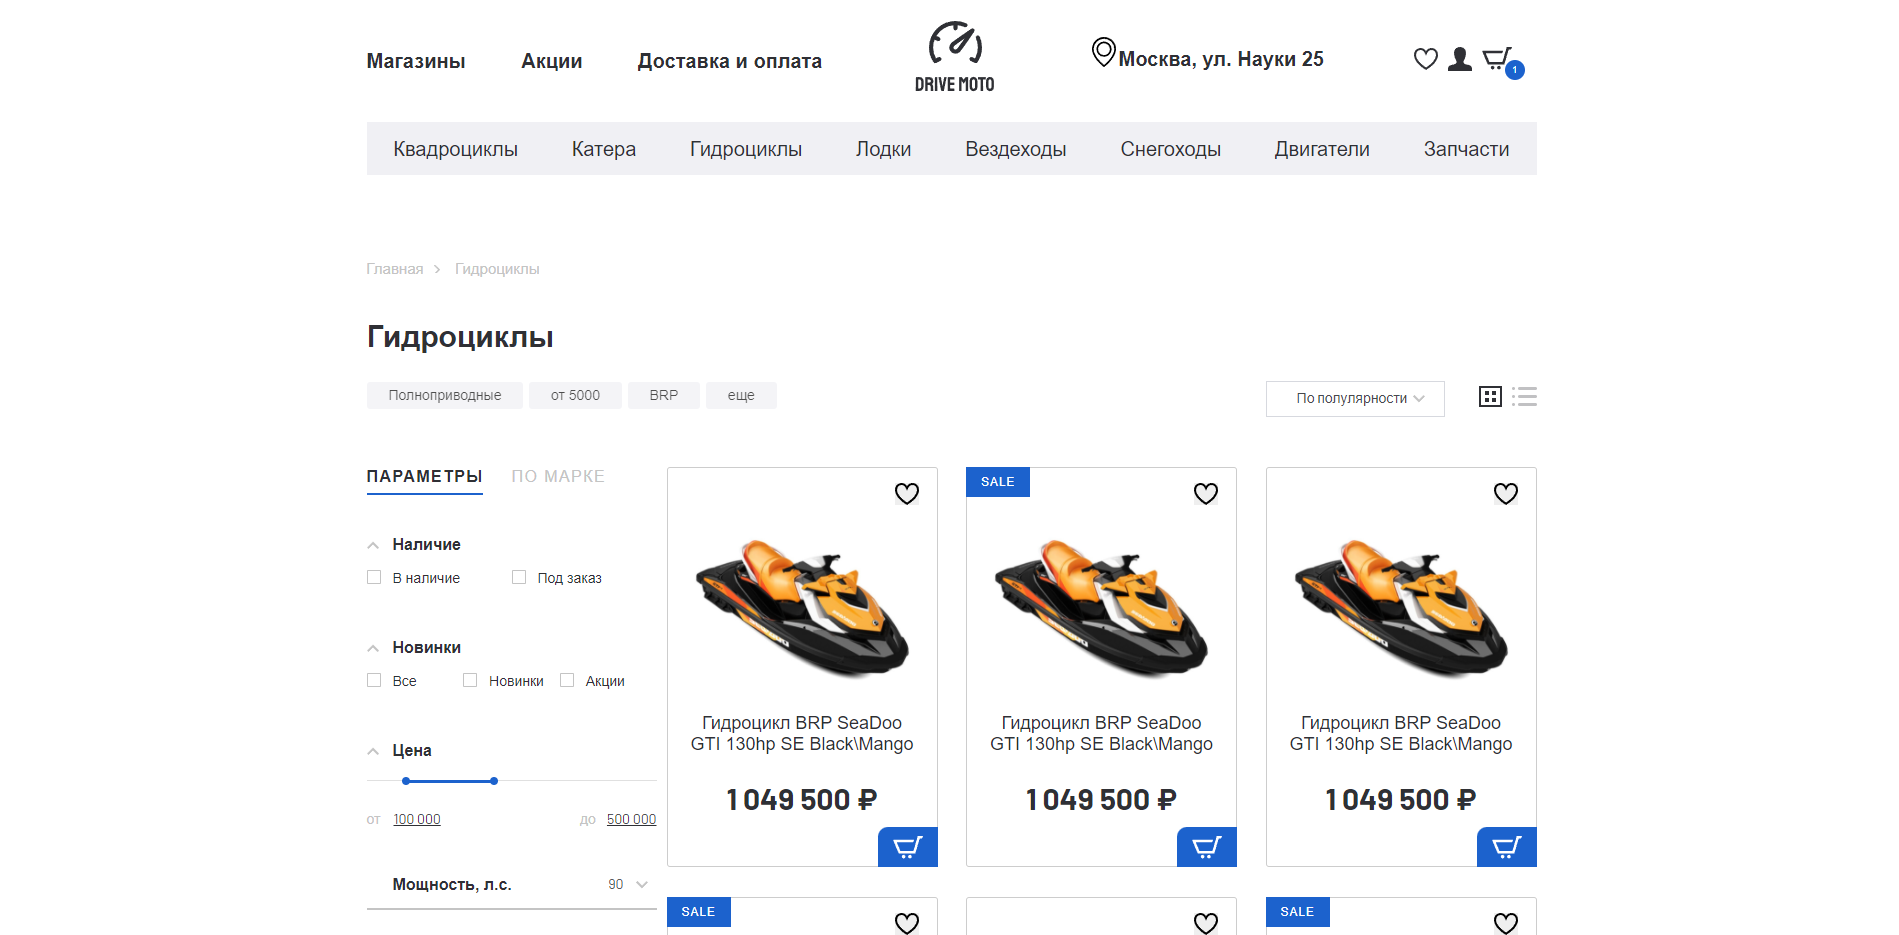 Магазины Акции Доставка и оплата
DRIVE MOTO
Москва, ул. Науки 25
1
Квадроциклы Катера Гидроциклы Лодки Вездеходы Снегоходы Двигатели Запчасти
Главная Гидроциклы
Гидроциклы
Полноприводные от 5000 BRP еще
По полулярности
ПАРАМЕТРЫ ПО МАРКЕ
Наличие
В наличие Под заказ
Новинки
Все Новинки Акции
Цена
от 100 000 до 500 000
Мощность, л.с. 90
Гидроцикл BRP SeaDoo
GTI 130hp SE Black\Mango
1 049 500 ₽
SALE
Гидроцикл BRP SeaDoo
GTI 130hp SE Black\Mango
1 049 500 ₽
Гидроцикл BRP SeaDoo
GTI 130hp SE Black\Mango
1 049 500 ₽
SALE
SALE